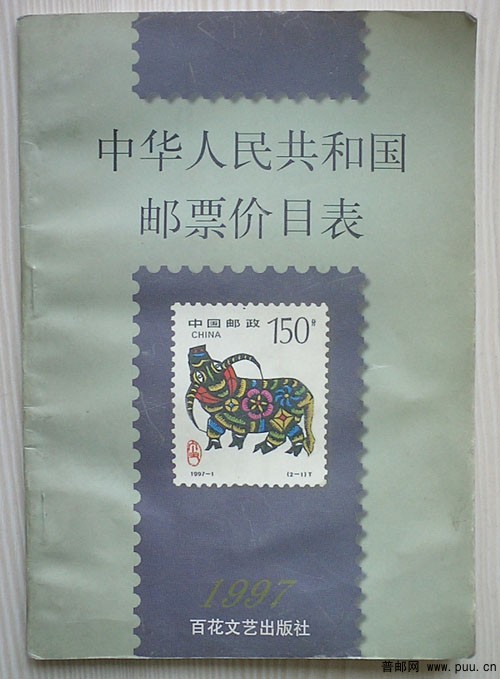 中华人民共和国
邮票价目表
中国邮政 150分
CHINA
1997-1 (2-1)T
1997
百花文艺出版社
普邮网 www.puu.cn